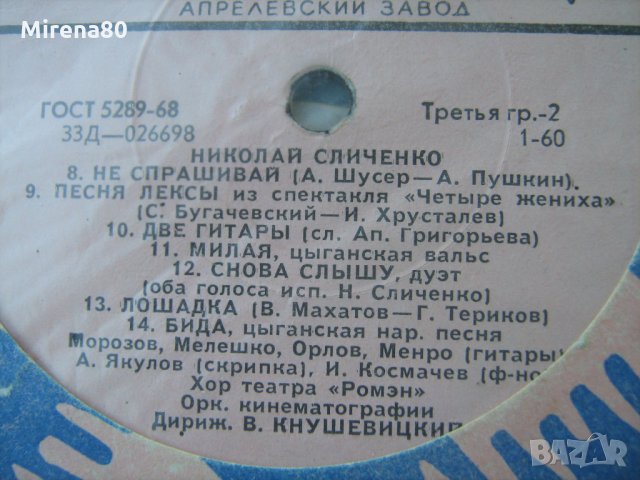 Mirena80
АПРЕЛЕВСКИЙ ЗАВОД
ГОСТ 5289-68
Третья гр.-2
33Д—026698
1-60
НИКОЛАЙ СЛИЧЕНКО
8. НЕ СПРАШИВАЙ (А. Шусер—А. Пушкин).
9. ПЕСНЯ ЛЕКСЫ из спектакля «Четыре жениха»
(С. Бугачевский—И. Хрусталев)
10. ДВЕ ГИТАРЫ (сл. Ап. Григорьева)
11. МИЛАЯ, цыганская вальс
12. СНОВА СЛЫШУ, дуэт
(оба голоса исп. Н. Сличенко)
13. ЛОШАДКА (В. Махатов—Г. Териков)
14. БИДА, цыганская нар. песня
Морозов, Мелешко, Орлов, Менро (гитары)
А. Якулов (скрипка), И. Космачев (ф-но
Хор театра «Ромэн»
Орк. кинематографии
Дириж. В. КНУШЕВИЦКИ
BAZAR